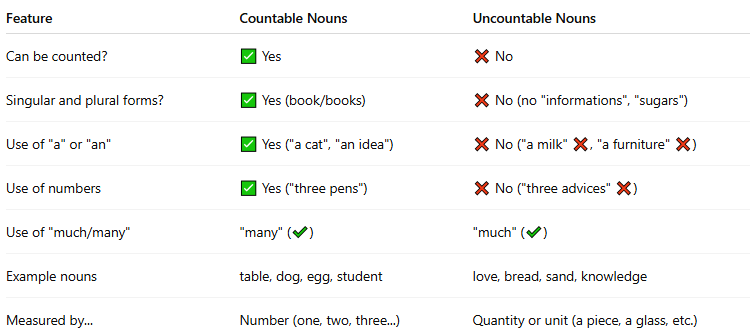 Feature Countable Nouns Uncountable Nouns
Can be counted? ✅ Yes ❌ No
Singular and plural forms? ✅ Yes (book/books) ❌ No (no "informations", "sugars")
Use of "a" or "an" ✅ Yes ("a cat", "an idea") ❌ No ("a milk" ❌, "a furniture" ❌)
Use of numbers ✅ Yes ("three pens") ❌ No ("three advices" ❌)
Use of "much/many" "many" (✔) "much" (✔)
Example nouns table, dog, egg, student love, bread, sand, knowledge
Measured by... Number (one, two, three...) Quantity or unit (a piece, a glass, etc.)